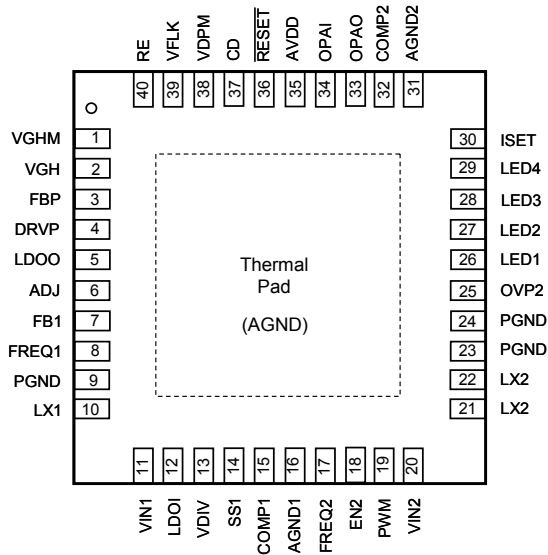 RE VFLK VDPM CD RESET AVDD OPAI OPAO COMP2 AGND2
40 39 38 37 36 35 34 33 32 31
VGHM 1
VGH 2
FBP 3
DRVP 4
LDOO 5
ADJ 6
FB1 7
FREQ1 8
PGND 9
LX1 10
Thermal
Pad
(AGND)
30 ISET
29 LED4
28 LED3
27 LED2
26 LED1
25 OVP2
24 PGND
23 PGND
22 LX2
21 LX2
11 12 13 14 15 16 17 18 19 20
VIN1 LDOI VDIV SS1 COMP1 AGND1 FREQ2 EN2 PWM VIN2